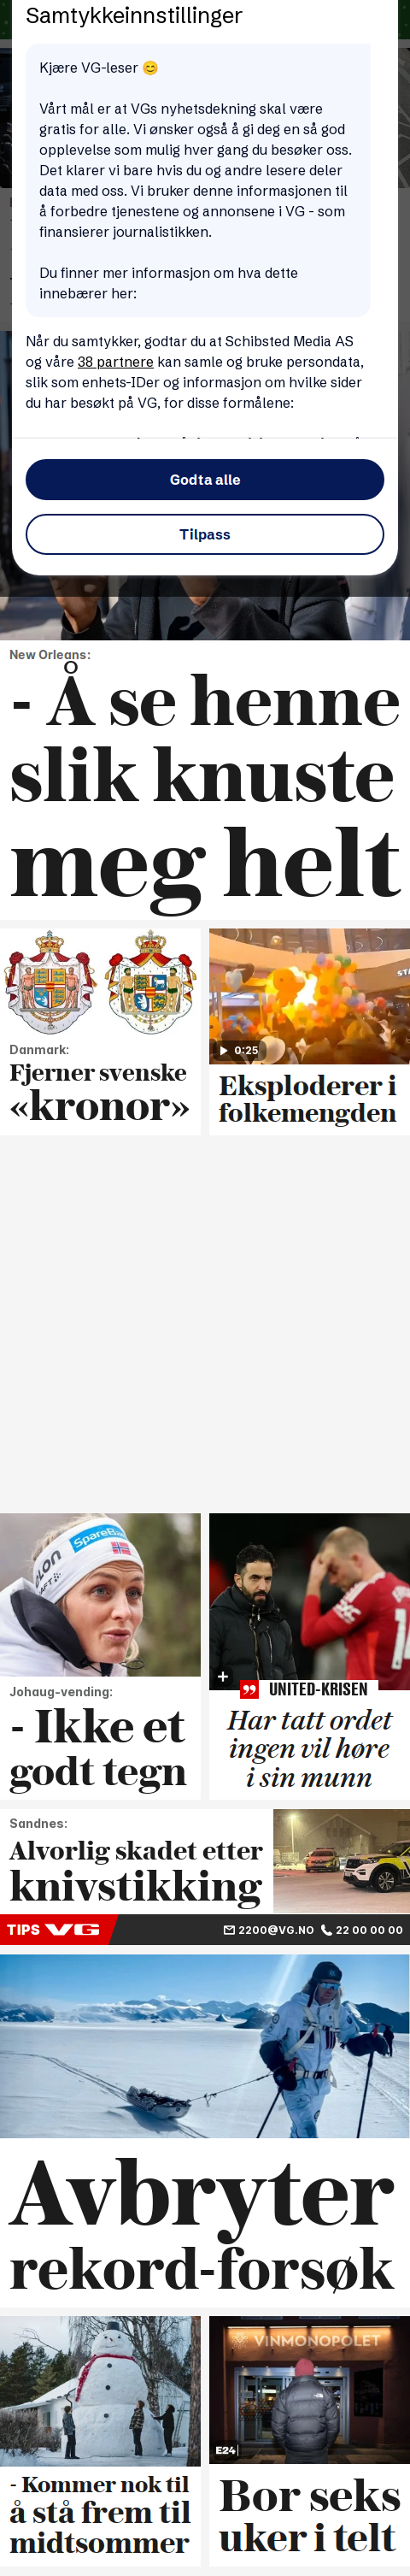 Samtykkeinnstillinger
Kjære VG-leser 😊
Vårt mål er at VGs nyhetsdekning skal være
gratis for alle. Vi ønsker også å gi deg en så god
opplevelse som mulig hver gang du besøker oss.
Det klarer vi bare hvis du og andre lesere deler
data med oss. Vi bruker denne informasjonen til
å forbedre tjenestene og annonsene i VG - som
finansierer journalistikken.
Du finner mer informasjon om hva dette
innebærer her:
Når du samtykker, godtar du at Schibsted Media AS
og våre 38 partnere kan samle og bruke persondata,
slik som enhets-IDer og informasjon om hvilke sider
du har besøkt på VG, for disse formålene:
Godta alle
Tilpass
New Orleans:
- Å se henne
slik knuste
meg helt
0:25
Danmark:
Fjerner svenske
«kronor»
Eksploderer i
folkemengden
SpareBa
Johaug-vending:
- Ikke et
godt tegn
UNITED-KRISEN
Har tatt ordet
ingen vil høre
i sin munn
Sandnes:
Alvorlig skadet etter
knivstikking
TIPS VG
2200@VG.NO
22 00 00 00
Avbryter
rekord-forsøk
VINMONOPOLET
E24
- Kommer nok til
å stå frem til
midtsommer
Bor seks
uker i telt